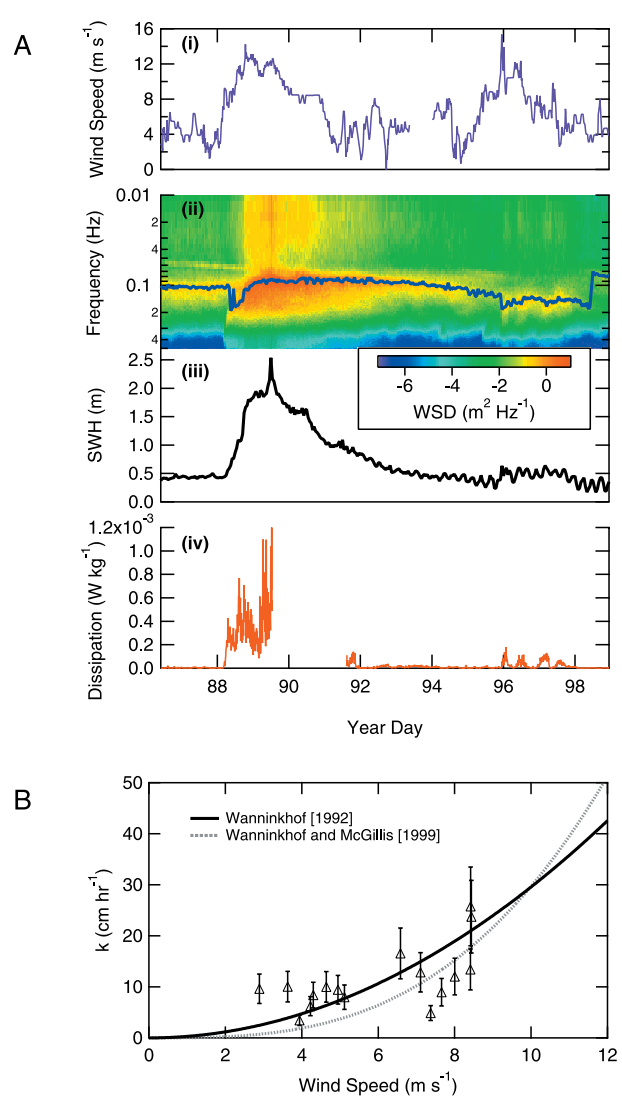 A
(i)
Wind Speed (m s-1)
16
12
8
4
0
(ii)
Frequency (Hz)
0.01
2
4
0.1
2
4
(iii)
SWH (m)
2.5
2.0
1.5
1.0
0.5
0.0
-6
-4
-2
0
WSD (m2 Hz-1)
(iv)
Dissipation (W kg-1)
1.2x10-3
1.0
0.8
0.6
0.4
0.2
0.0
88
90
92
94
96
98
Year Day
B
k (cm hr-1)
50
40
30
20
10
0
Wanninkhof [1992]
Wanninkhof and McGillis [1999]
0
2
4
6
8
10
12
Wind Speed (m s-1)